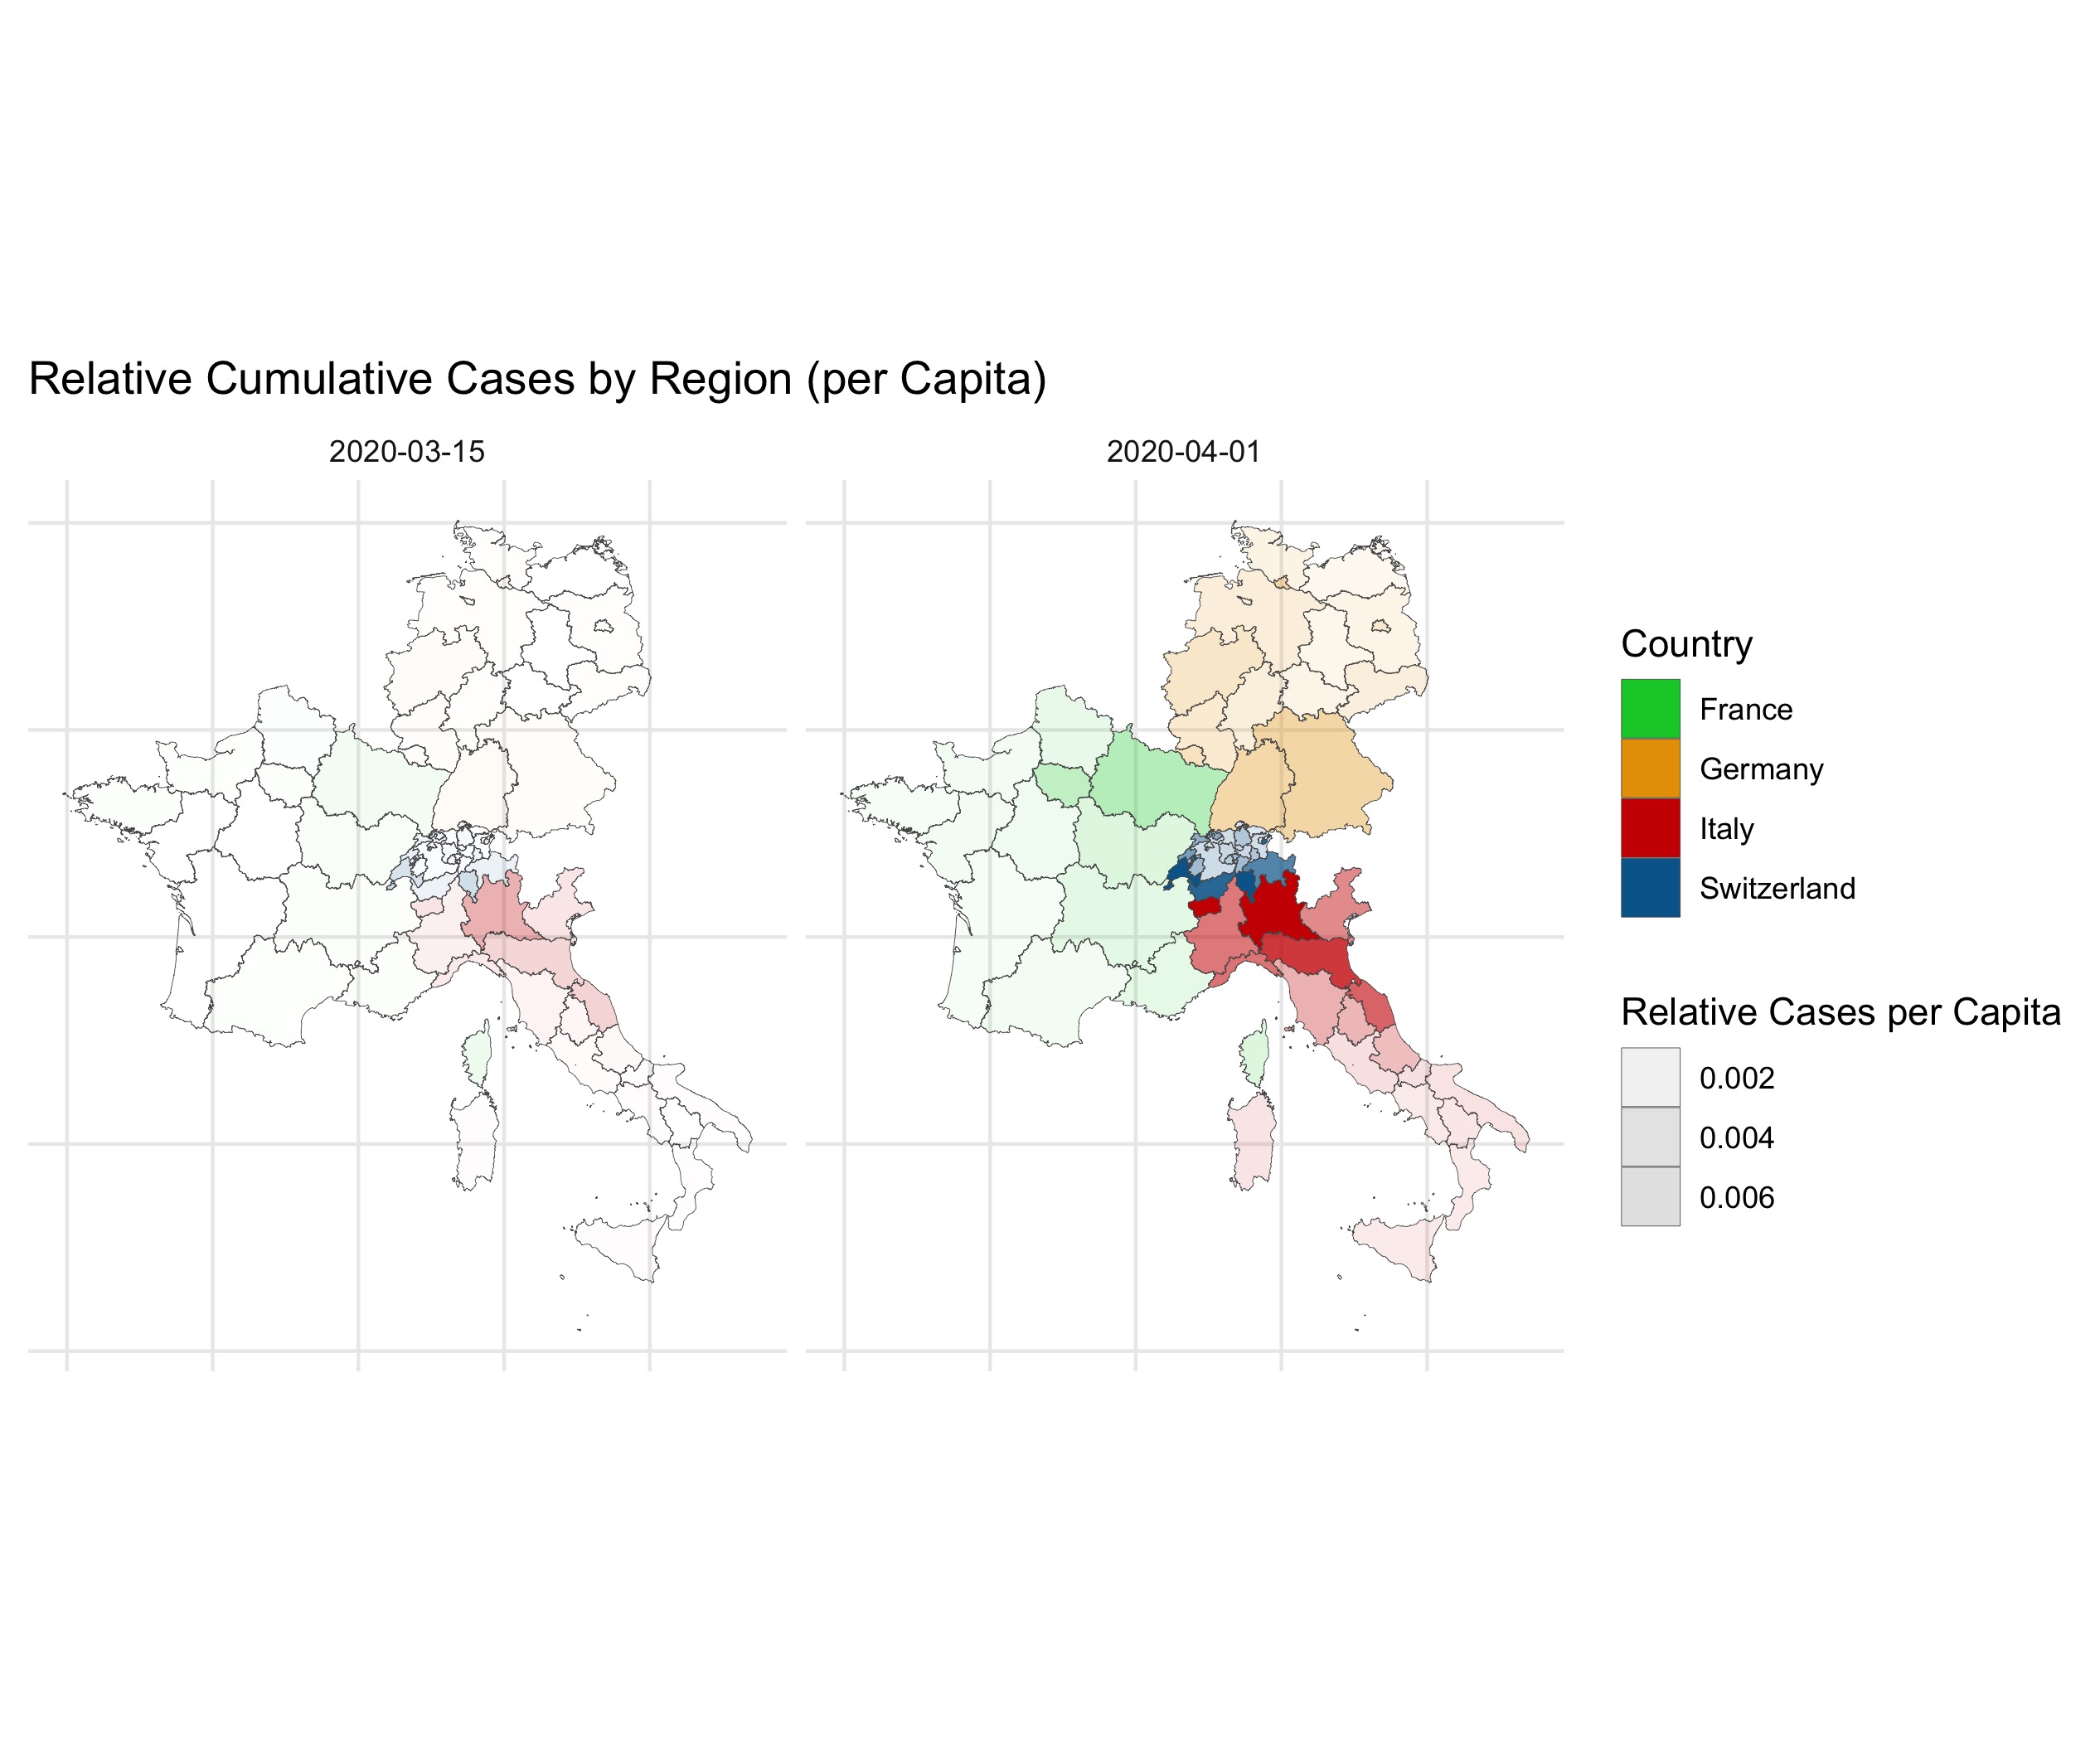 Relative Cumulative Cases by Region (per Capita)
2020-03-15
2020-04-01
Country
France
Germany
Italy
Switzerland
Relative Cases per Capita
0.002
0.004
0.006